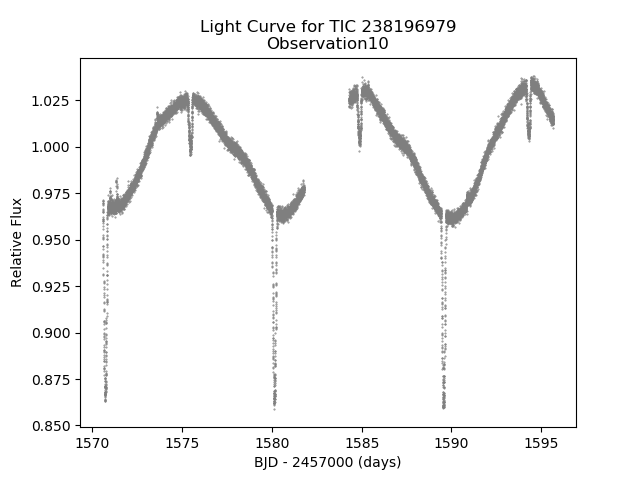 Light Curve for TIC 238196979
Observation10
1.025
1.000
0.975
0.950
0.925
0.900
0.875
0.850
Relative Flux
1570 1575 1580 1585 1590 1595
BJD - 2457000 (days)